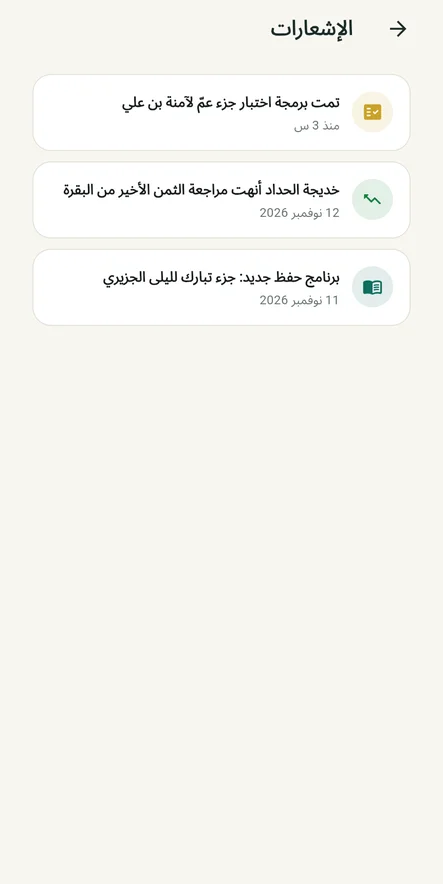 الإشعارات
تمت برمجة اختبار جزء عمّ لآمنة بن علي
منذ 3 س
خديجة الحداد أنهت مراجعة الثمن الأخير من البقرة
12 نوفمبر 2026
برنامج حفظ جديد: جزء تبارك لليلى الجزيري
11 نوفمبر 2026